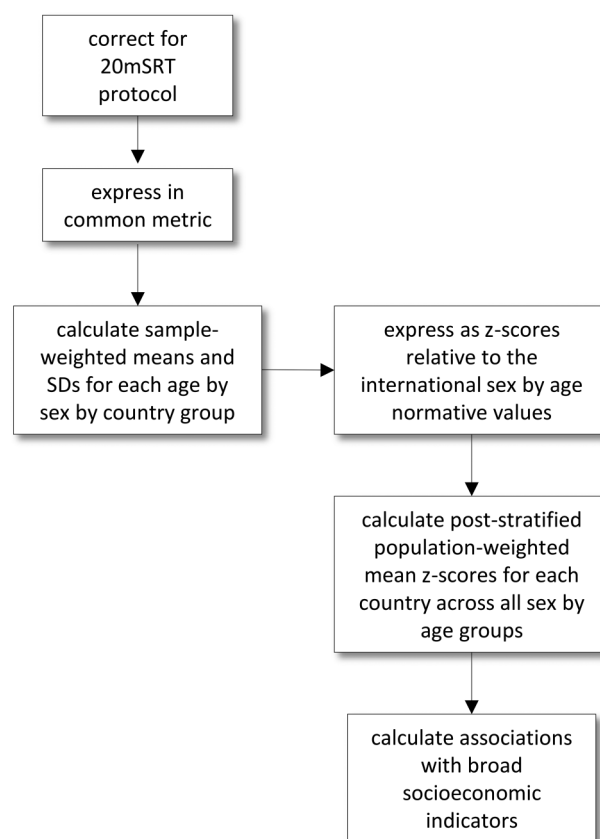 correct for
20mSRT
protocol
express in
common metric
calculate sample-
weighted means and
SDs for each age by
sex by country group
express as z-scores
relative to the
international sex by age
normative values
calculate post-stratified
population-weighted
mean z-scores for each
country across all sex by
age groups
calculate associations
with broad
socioeconomic
indicators